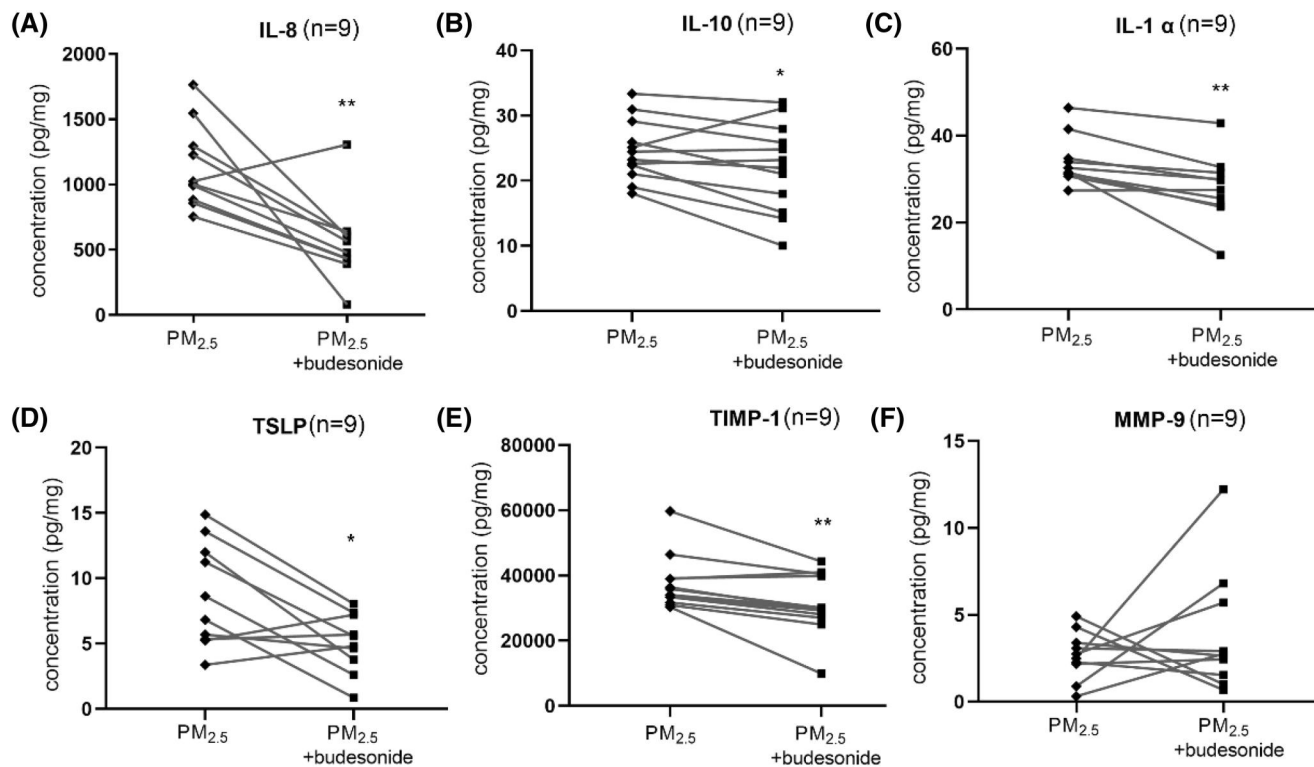 (A)
IL-8 (n=9)
concentration (pg/mg)
2000
1500
1000
500
0
**
PM2.5
PM2.5
+budesonide
(B)
IL-10 (n=9)
concentration (pg/mg)
40
30
20
10
0
*
PM2.5
PM2.5
+budesonide
(C)
IL-1 α (n=9)
concentration (pg/mg)
60
40
20
0
**
PM2.5
PM2.5
+budesonide
(D)
TSLP(n=9)
concentration (pg/mg)
20
15
10
5
0
*
PM2.5
PM2.5
+budesonide
(E)
TIMP-1 (n=9)
concentration (pg/mg)
80000
60000
40000
20000
0
**
PM2.5
PM2.5
+budesonide
(F)
MMP-9 (n=9)
concentration (pg/mg)
15
10
5
0
PM2.5
PM2.5
+budesonide